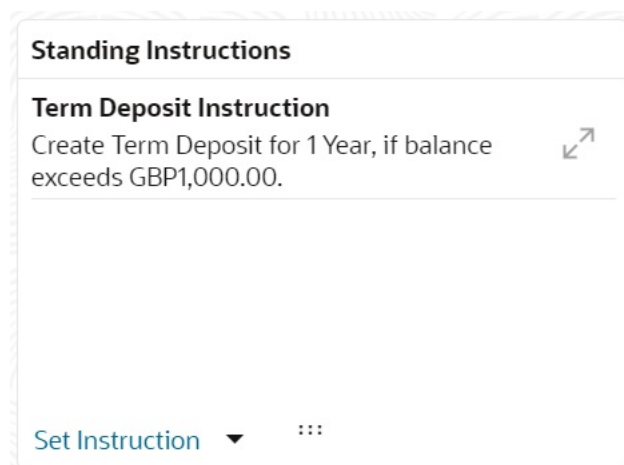 Standing Instructions
Term Deposit Instruction
Create Term Deposit for 1 Year, if balance
exceeds GBP1,000.00.
Set Instruction